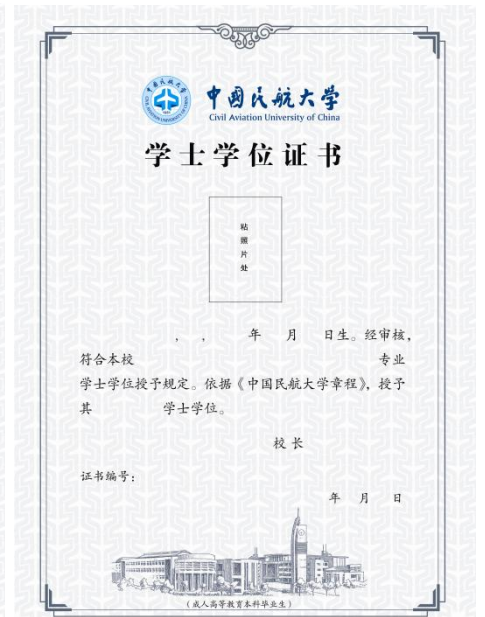 中国民航大学
Civil Aviation University of China
学士学位证书
粘
照
片
处
， ， 年 月 日生。经审核，
符合本校 专业
学士学位授予规定。依据《中国民航大学章程》，授予
其 学士学位。
校 长
证书编号：
年 月 日
（成人高等教育本科毕业生）